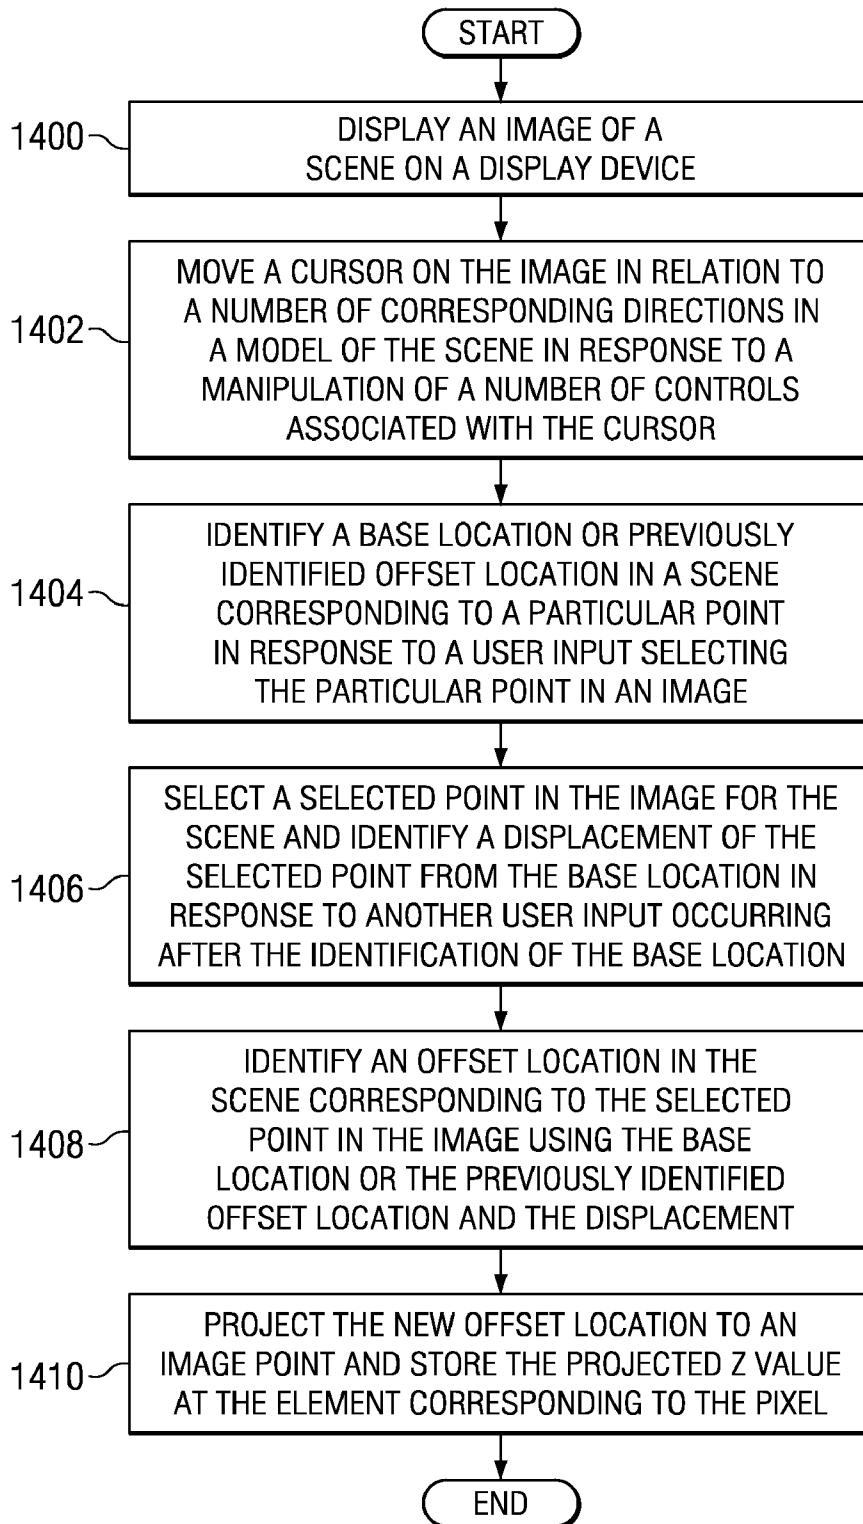 START
1400
DISPLAY AN IMAGE OF A
SCENE ON A DISPLAY DEVICE
1402
MOVE A CURSOR ON THE IMAGE IN RELATION TO
A NUMBER OF CORRESPONDING DIRECTIONS IN
A MODEL OF THE SCENE IN RESPONSE TO A
MANIPULATION OF A NUMBER OF CONTROLS
ASSOCIATED WITH THE CURSOR
1404
IDENTIFY A BASE LOCATION OR PREVIOUSLY
IDENTIFIED OFFSET LOCATION IN A SCENE
CORRESPONDING TO A PARTICULAR POINT
IN RESPONSE TO A USER INPUT SELECTING
THE PARTICULAR POINT IN AN IMAGE
1406
SELECT A SELECTED POINT IN THE IMAGE FOR THE
SCENE AND IDENTIFY A DISPLACEMENT OF THE
SELECTED POINT FROM THE BASE LOCATION IN
RESPONSE TO ANOTHER USER INPUT OCCURRING
AFTER THE IDENTIFICATION OF THE BASE LOCATION
1408
IDENTIFY AN OFFSET LOCATION IN THE
SCENE CORRESPONDING TO THE SELECTED
POINT IN THE IMAGE USING THE BASE
LOCATION OR THE PREVIOUSLY IDENTIFIED
OFFSET LOCATION AND THE DISPLACEMENT
1410
PROJECT THE NEW OFFSET LOCATION TO AN
IMAGE POINT AND STORE THE PROJECTED Z VALUE
AT THE ELEMENT CORRESPONDING TO THE PIXEL
END